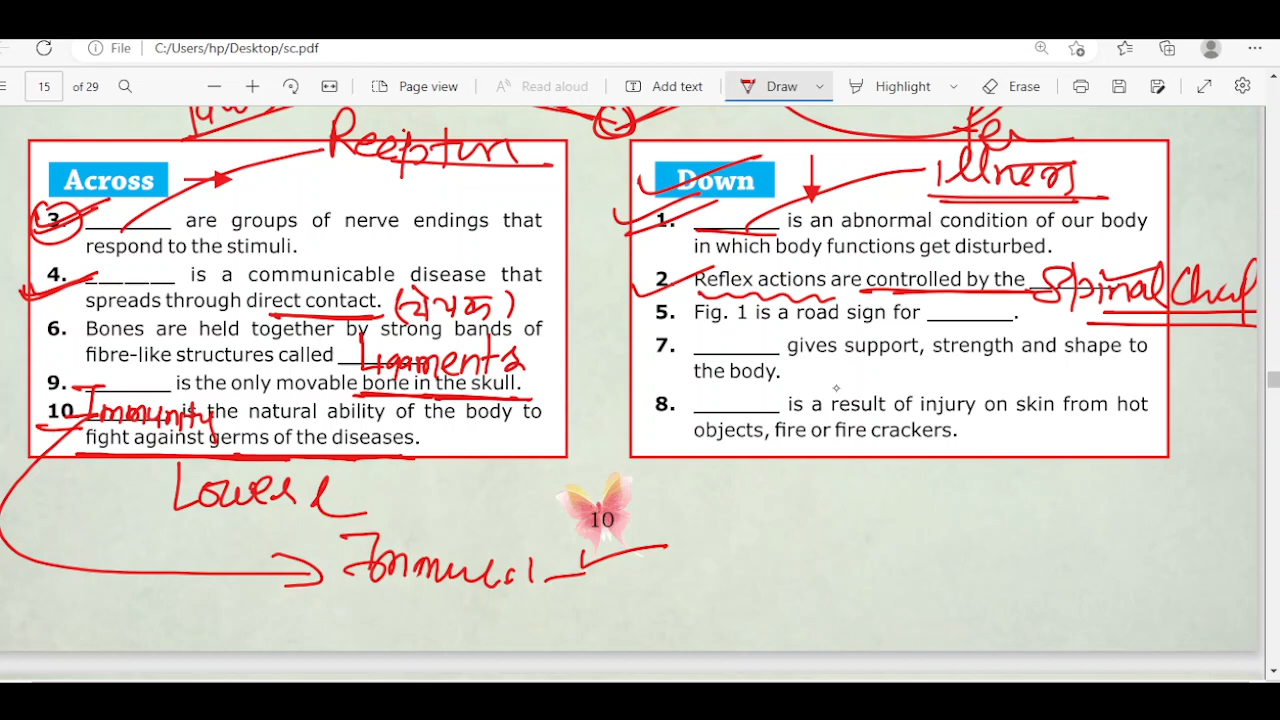 File C:/Users/hp/Desktop/sc.pdf
15 of 29 Page view Read aloud Add text Draw Highlight Erase
Across
3. ________ are groups of nerve endings that
respond to the stimuli.
4. ________ is a communicable disease that
spreads through direct contact. (चेचक)
6. Bones are held together by strong bands of
fibre-like structures called Ligaments
9. ________ is the only movable bone in the skull.
10 Immunity is the natural ability of the body to
fight against germs of the diseases.
Down
Illness
1. ________ is an abnormal condition of our body
in which body functions get disturbed.
2. Reflex actions are controlled by the ________ Spinal
5. Fig. 1 is a road sign for ________.
7. ________ gives support, strength and shape to
the body.
8. ________ is a result of injury on skin from hot
objects, fire or fire crackers.
10